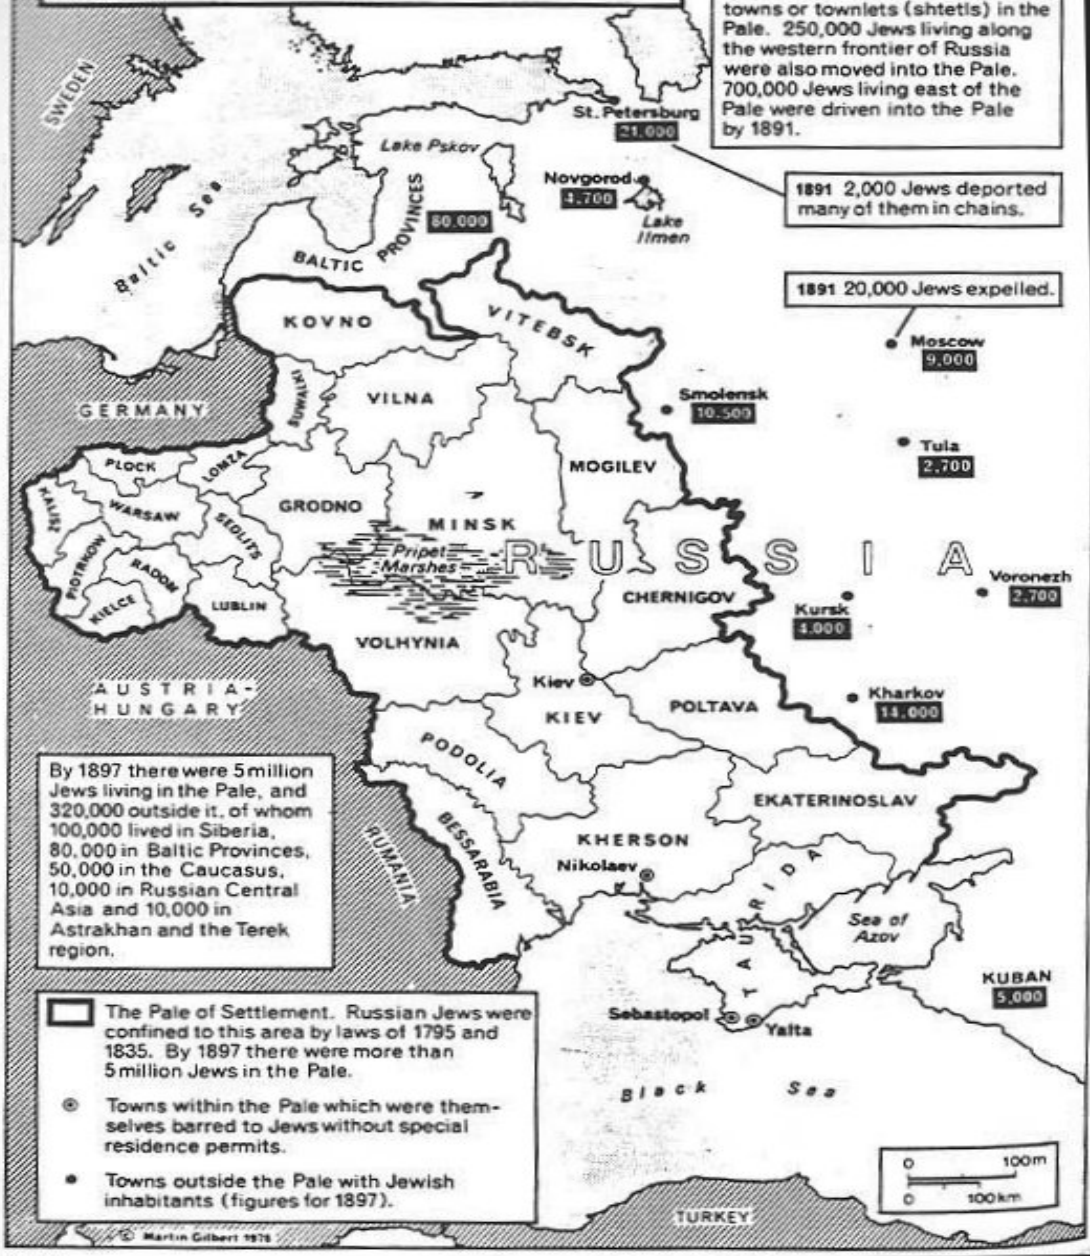 towns or townlets (shtetls) in the
Pale. 250,000 Jews living along
the western frontier of Russia
were also moved into the Pale.
700,000 Jews living east of the
Pale were driven into the Pale
by 1891.
SWEDEN
St. Petersburg
21,000
Lake Pskov
Novgorod
4,700
Lake
Ilmen
1891 2,000 Jews deported
many of them in chains.
Baltic Sea
BALTIC PROVINCES
80,000
1891 20,000 Jews expelled.
KOVNO
VITEBSK
Moscow
9,000
GERMANY
SUWALKI
VILNA
Smolensk
10,500
Tula
2,700
PLOCK
LOMZA
MOGILEV
KALISZ
WARSAW
SEDLITS
GRODNO
MINSK
Pripet
Marshes
RUSSIA
PIOTRKOW
RADOM
KIELCE
LUBLIN
CHERNIGOV
Voronezh
2,700
Kursk
4,000
VOLHYNIA
AUSTRIA-
HUNGARY
Kiev
KIEV
POLTAVA
Kharkov
14,000
PODOLIA
By 1897 there were 5 million
Jews living in the Pale, and
320,000 outside it, of whom
100,000 lived in Siberia,
80,000 in Baltic Provinces,
50,000 in the Caucasus,
10,000 in Russian Central
Asia and 10,000 in
Astrakhan and the Terek
region.
RUMANIA
BESSARABIA
KHERSON
EKATERINOSLAV
Nikolaev
TAURIDA
Sea of
Azov
KUBAN
5,000
Sebastopol
Yalta
Black Sea
The Pale of Settlement. Russian Jews were
confined to this area by laws of 1795 and
1835. By 1897 there were more than
5 million Jews in the Pale.
Towns within the Pale which were them-
selves barred to Jews without special
residence permits.
Towns outside the Pale with Jewish
inhabitants (figures for 1897).
0 100m
0 100km
TURKEY
© Martin Gilbert 1976